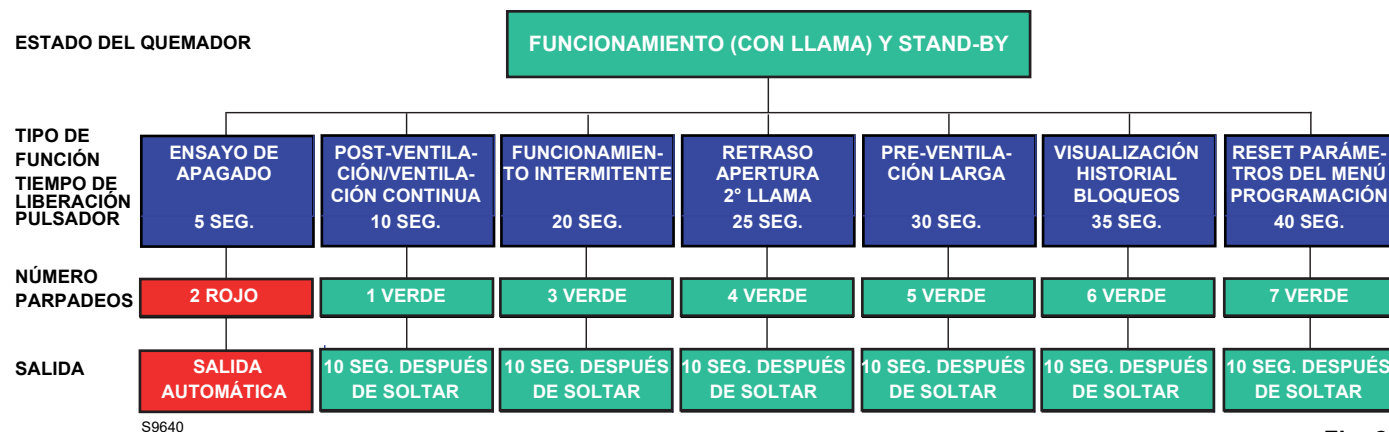 ESTADO DEL QUEMADOR
FUNCIONAMIENTO (CON LLAMA) Y STAND-BY
TIPO DE
FUNCIÓN
TIEMPO DE
LIBERACIÓN
PULSADOR
ENSAYO DE
APAGADO
5 SEG.
POST-VENTILA-
CIÓN/VENTILA-
CIÓN CONTINUA
10 SEG.
FUNCIONAMIEN-
TO INTERMITENTE
20 SEG.
RETRASO
APERTURA
2° LLAMA
25 SEG.
PRE-VENTILA-
CIÓN LARGA
30 SEG.
VISUALIZACIÓN
HISTORIAL
BLOQUEOS
35 SEG.
RESET PARÁME-
TROS DEL MENÚ
PROGRAMACIÓN
40 SEG.
NÚMERO
PARPADEOS
2 ROJO
1 VERDE
3 VERDE
4 VERDE
5 VERDE
6 VERDE
7 VERDE
SALIDA
SALIDA
AUTOMÁTICA
10 SEG. DESPUÉS
DE SOLTAR
10 SEG. DESPUÉS
DE SOLTAR
10 SEG. DESPUÉS
DE SOLTAR
10 SEG. DESPUÉS
DE SOLTAR
10 SEG. DESPUÉS
DE SOLTAR
10 SEG. DESPUÉS
DE SOLTAR
S9640